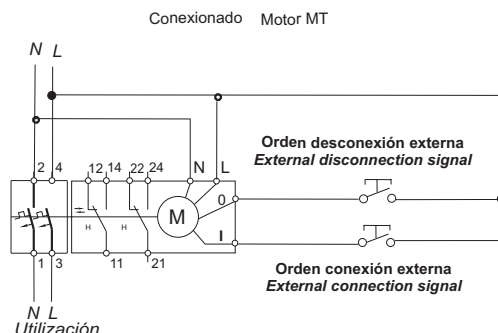 Conexionado Motor MT
N L
2 4 12 14 22 24 N L
Orden desconexión externa
External disconnection signal
0
M
I
H H
1 3 11 21
Orden conexión externa
External connection signal
N L
Utilización